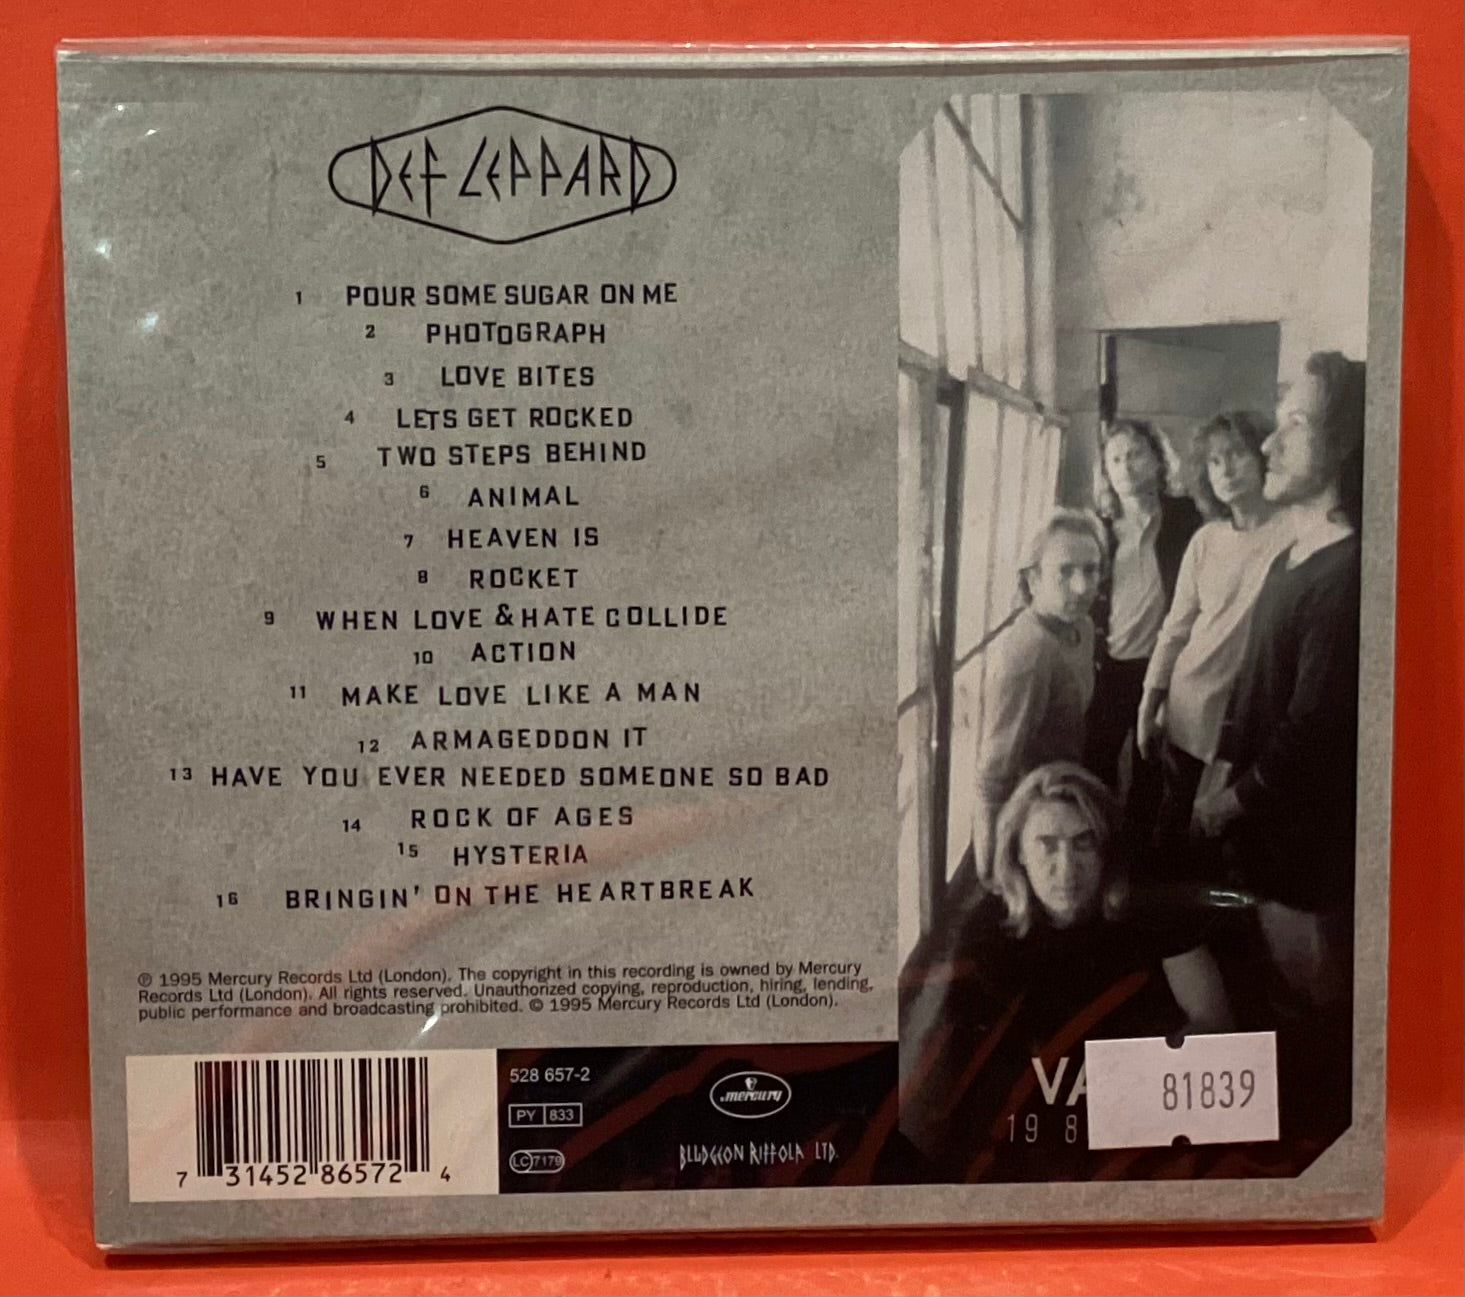 DEF LEPPARD
1 POUR SOME SUGAR ON ME
2 PHOTOGRAPH
3 LOVE BITES
4 LETS GET ROCKED
5 TWO STEPS BEHIND
6 ANIMAL
7 HEAVEN IS
8 ROCKET
9 WHEN LOVE & HATE COLLIDE
10 ACTION
11 MAKE LOVE LIKE A MAN
12 ARMAGEDDON IT
13 HAVE YOU EVER NEEDED SOMEONE SO BAD
14 ROCK OF AGES
15 HYSTERIA
16 BRINGIN' ON THE HEARTBREAK
℗ 1995 Mercury Records Ltd (London). The copyright in this recording is owned by Mercury
Records Ltd (London). All rights reserved. Unauthorized copying, reproduction, hiring, lending,
public performance and broadcasting prohibited. © 1995 Mercury Records Ltd (London).
7 31452 86572 4
528 657-2
PY 833
LC 7179
mercury
BLUDGEON RIFFOLA LTD.
VA
19 8
81839